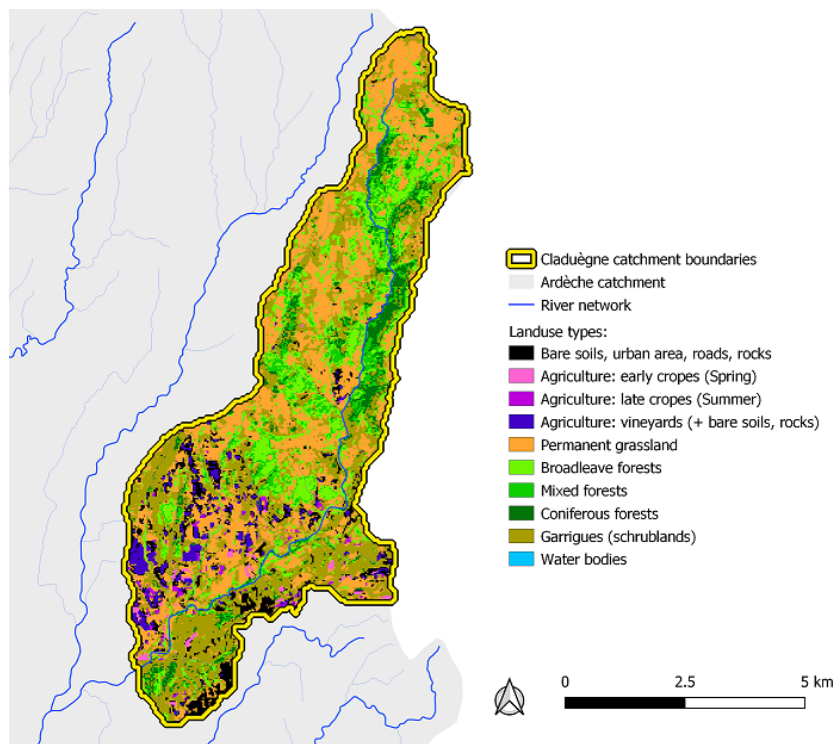 Claduègne catchment boundaries
Ardèche catchment
River network
Landuse types:
Bare soils, urban area, roads, rocks
Agriculture: early cropes (Spring)
Agriculture: late cropes (Summer)
Agriculture: vineyards (+ bare soils, rocks)
Permanent grassland
Broadleave forests
Mixed forests
Coniferous forests
Garrigues (schrublands)
Water bodies
0 2.5 5 km